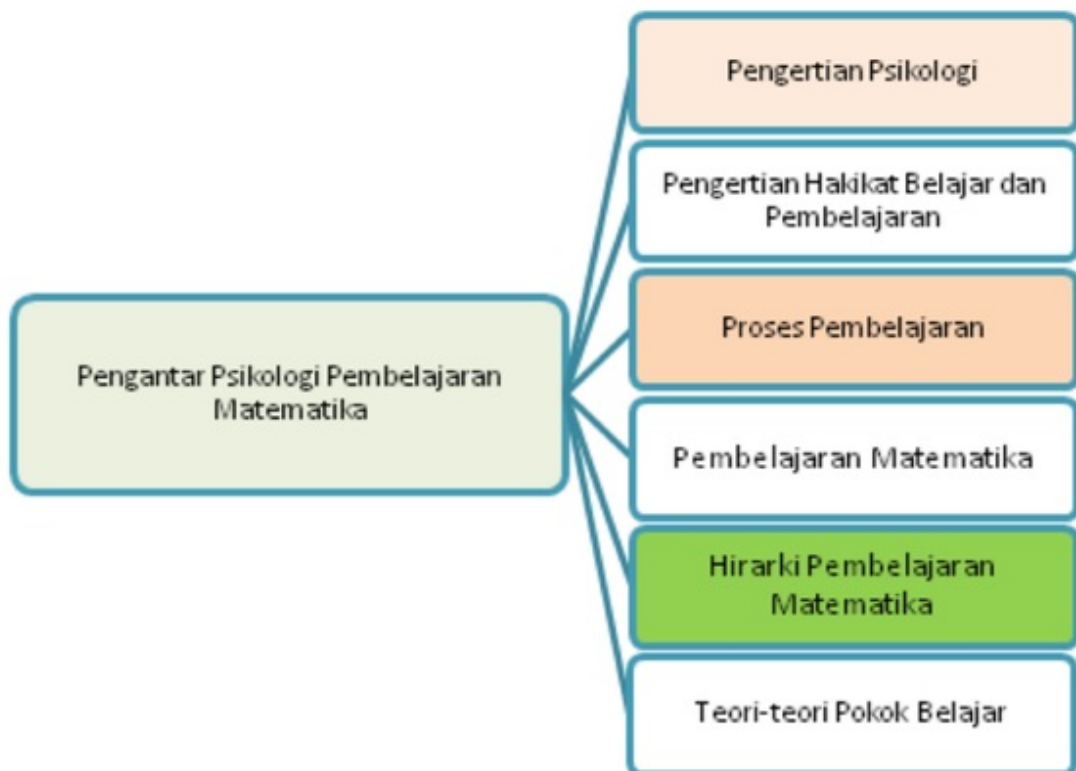 Pengertian Psikologi
Pengertian Hakikat Belajar dan
Pembelajaran
Proses Pembelajaran
Pengantar Psikologi Pembelajaran
Matematika
Pembelajaran Matematika
Hirarki Pembelajaran
Matematika
Teori-teori Pokok Belajar